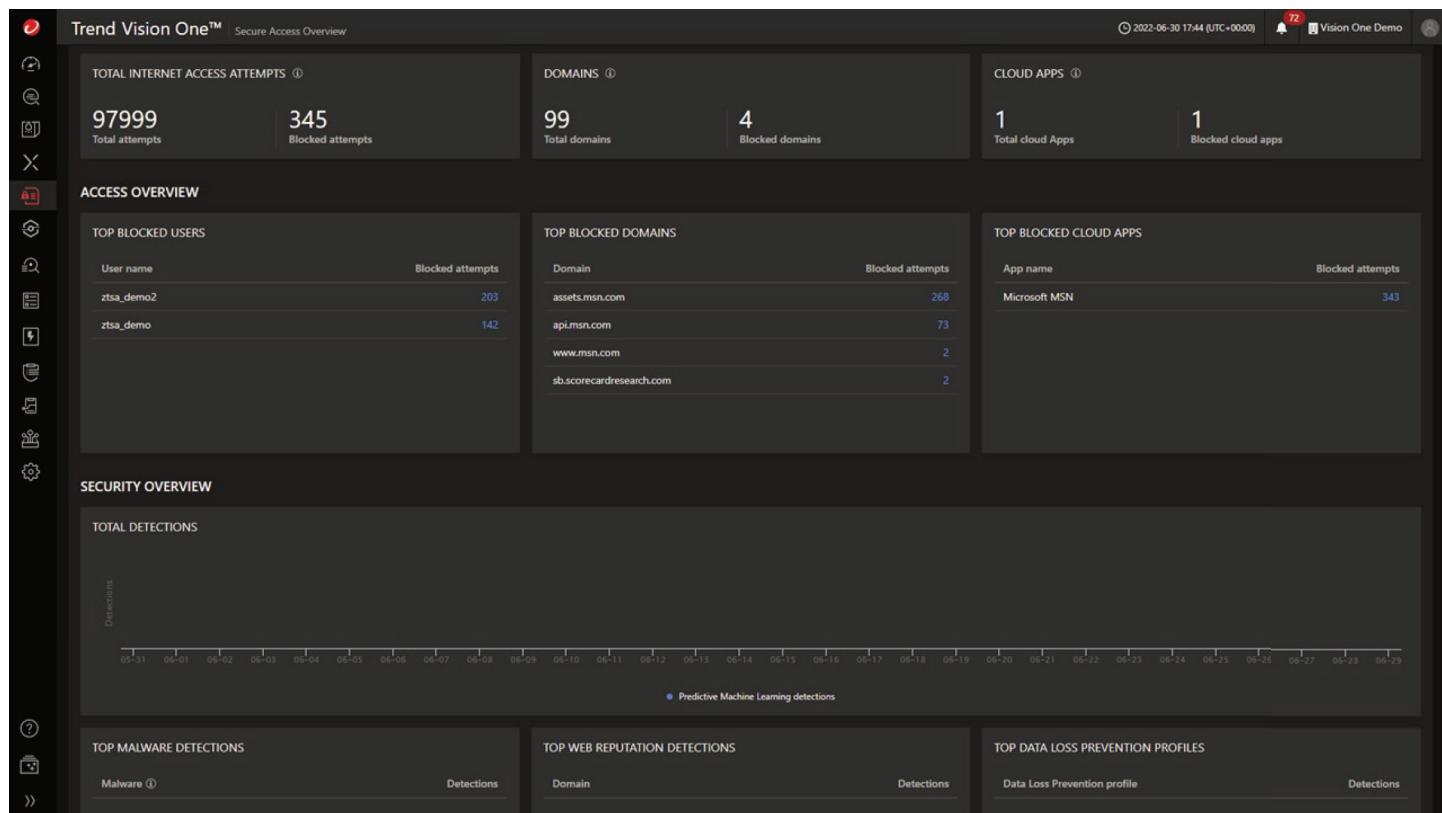 Trend Vision One™ Secure Access Overview 2022-06-30 17:44 (UTC+00:00) 72 Vision One Demo
TOTAL INTERNET ACCESS ATTEMPTS DOMAINS CLOUD APPS
97999 345 99 4 1 1
Total attempts Blocked attempts Total domains Blocked domains Total cloud Apps Blocked cloud apps
ACCESS OVERVIEW
TOP BLOCKED USERS TOP BLOCKED DOMAINS TOP BLOCKED CLOUD APPS
User name Blocked attempts Domain Blocked attempts App name Blocked attempts
ztsa_demo2 203 assets.msn.com 268 Microsoft MSN 343
ztsa_demo 142 api.msn.com 73
www.msn.com 2
sb.scorecardresearch.com 2
SECURITY OVERVIEW
TOTAL DETECTIONS
Detections
05-31 06-01 06-02 06-03 06-04 06-05 06-06 06-07 06-08 06-09 06-10 06-11 06-12 06-13 06-14 06-15 06-16 06-17 06-18 06-19 06-20 06-21 06-22 06-23 06-24 06-25 06-26 06-27 06-28 06-29
Predictive Machine Learning detections
TOP MALWARE DETECTIONS TOP WEB REPUTATION DETECTIONS TOP DATA LOSS PREVENTION PROFILES
Malware Detections Domain Detections Data Loss Prevention profile Detections